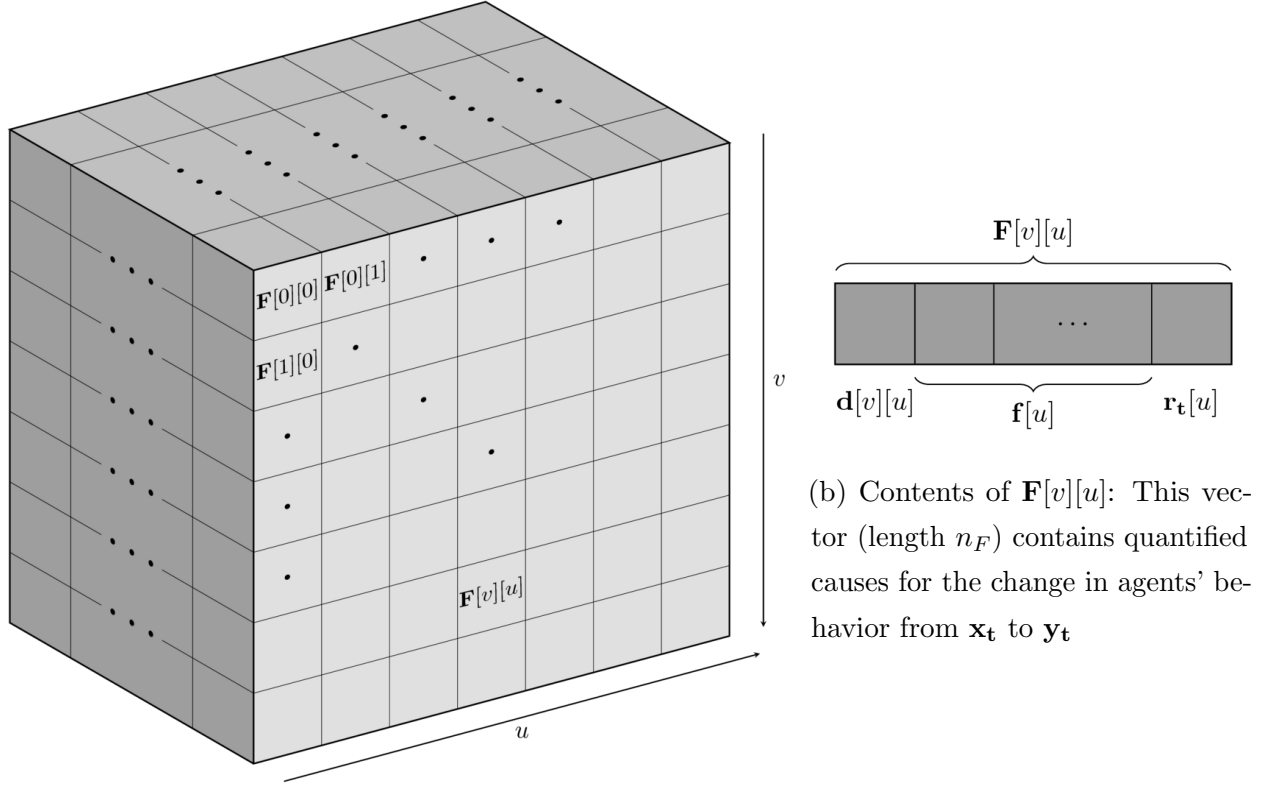 F[0][0] F[0][1]
F[1][0]
F[v][u]
v
u
F[v][u]
...
d[v][u]
f[u]
r_t[u]
(b) Contents of F[v][u]: This vec-
tor (length n_F) contains quantified
causes for the change in agents’ be-
havior from x_t to y_t